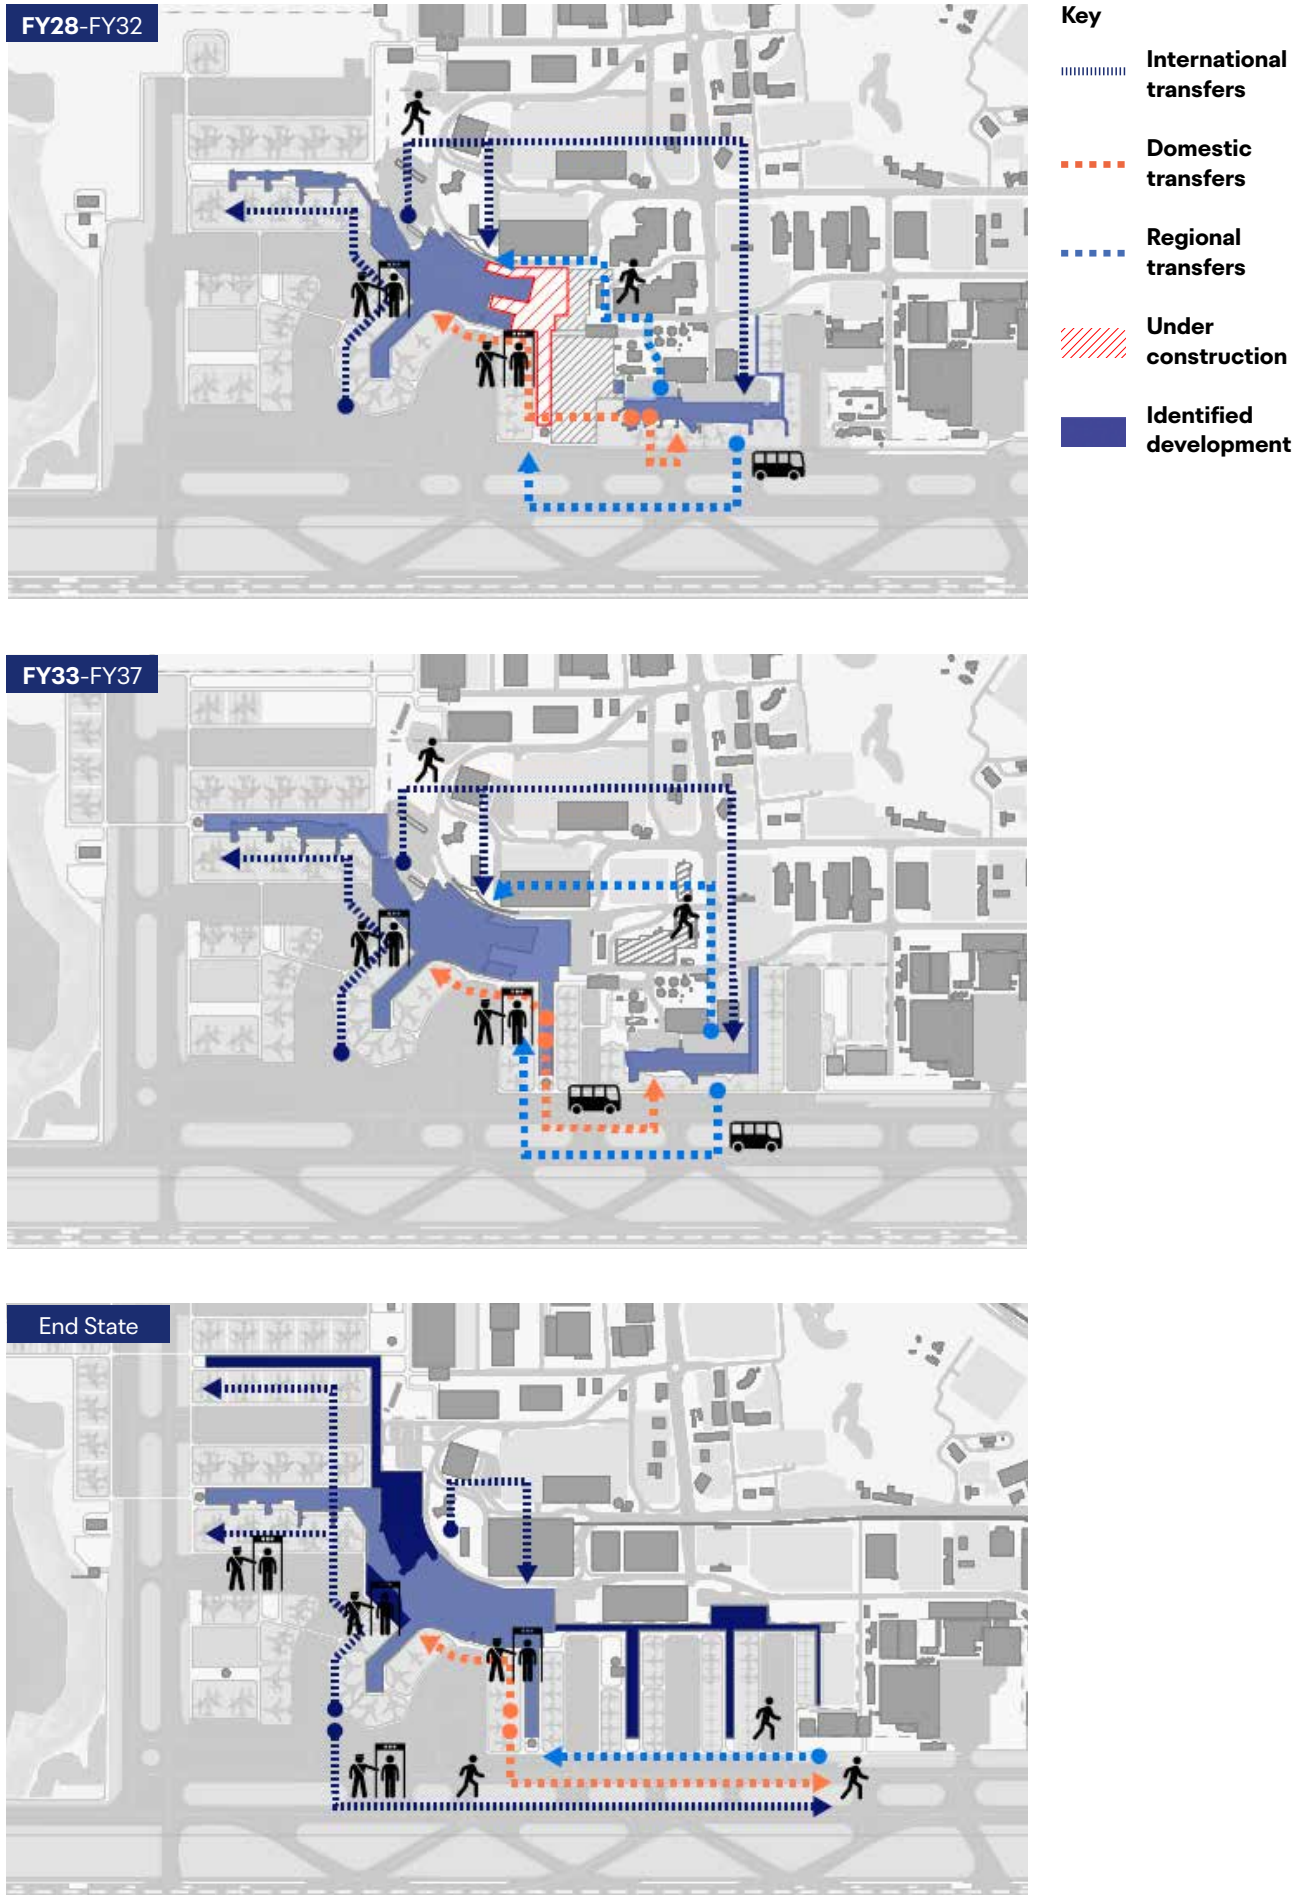 FY28-FY32
Key
International
transfers
Domestic
transfers
Regional
transfers
Under
construction
Identified
development
FY33-FY37
End State